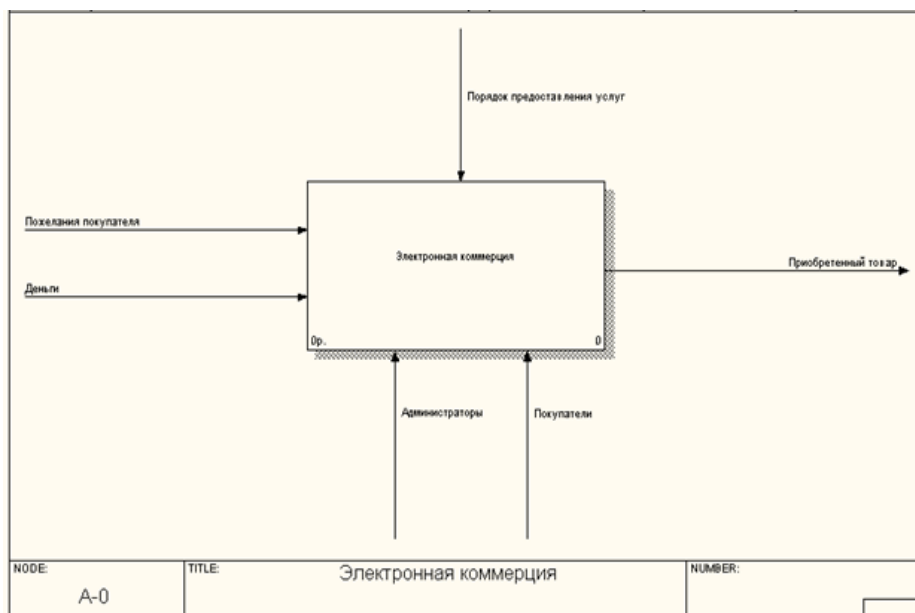 Порядок предоставления услуг
Пожелания покупателя
Электронная коммерция
Приобретенный товар
Деньги
0р.
0
Администраторы
Покупатели
NODE:
TITLE:
Электронная коммерция
NUMBER:
A-0